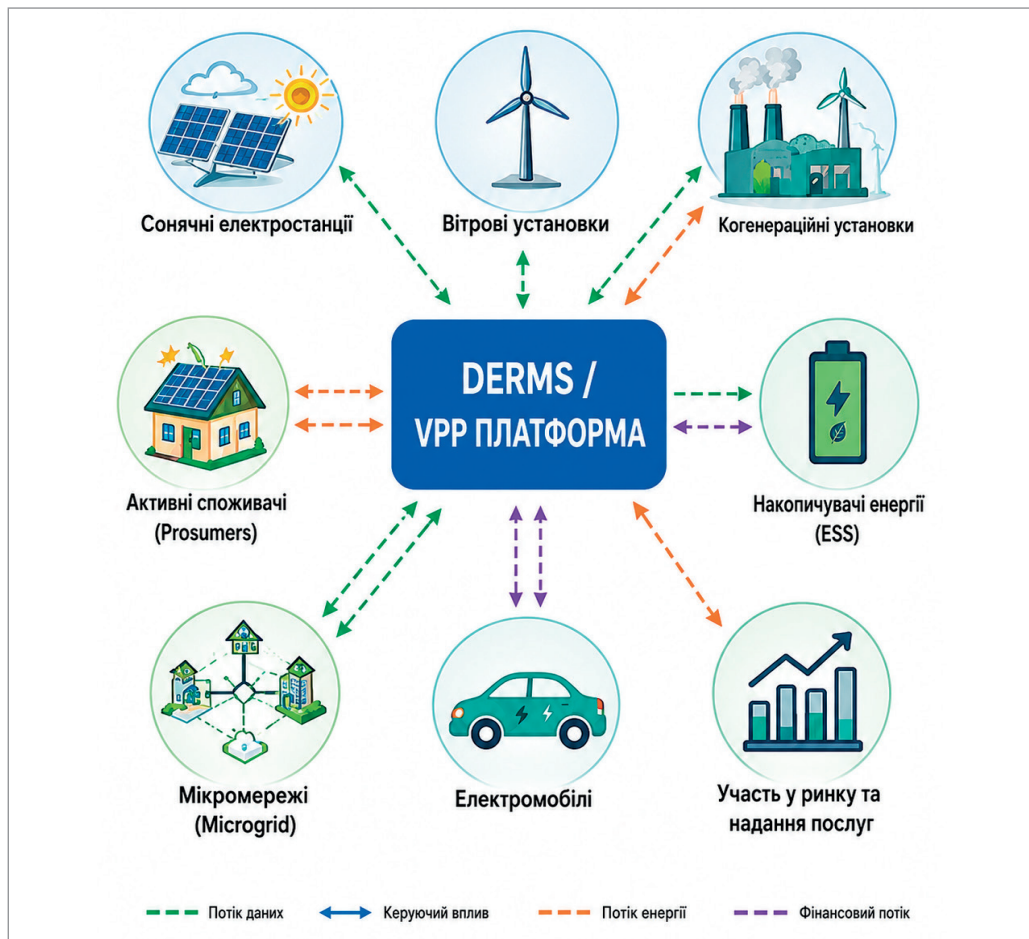 Сонячні електростанції
Вітрові установки
Когенераційні установки
DERMS /
VPP ПЛАТФОРМА
Активні споживачі
(Prosumers)
Накопичувачі енергії
(ESS)
Мікромережі
(Microgrid)
Електромобілі
Участь у ринку та
надання послуг
Потік даних
Керуючий вплив
Потік енергії
Фінансовий потік